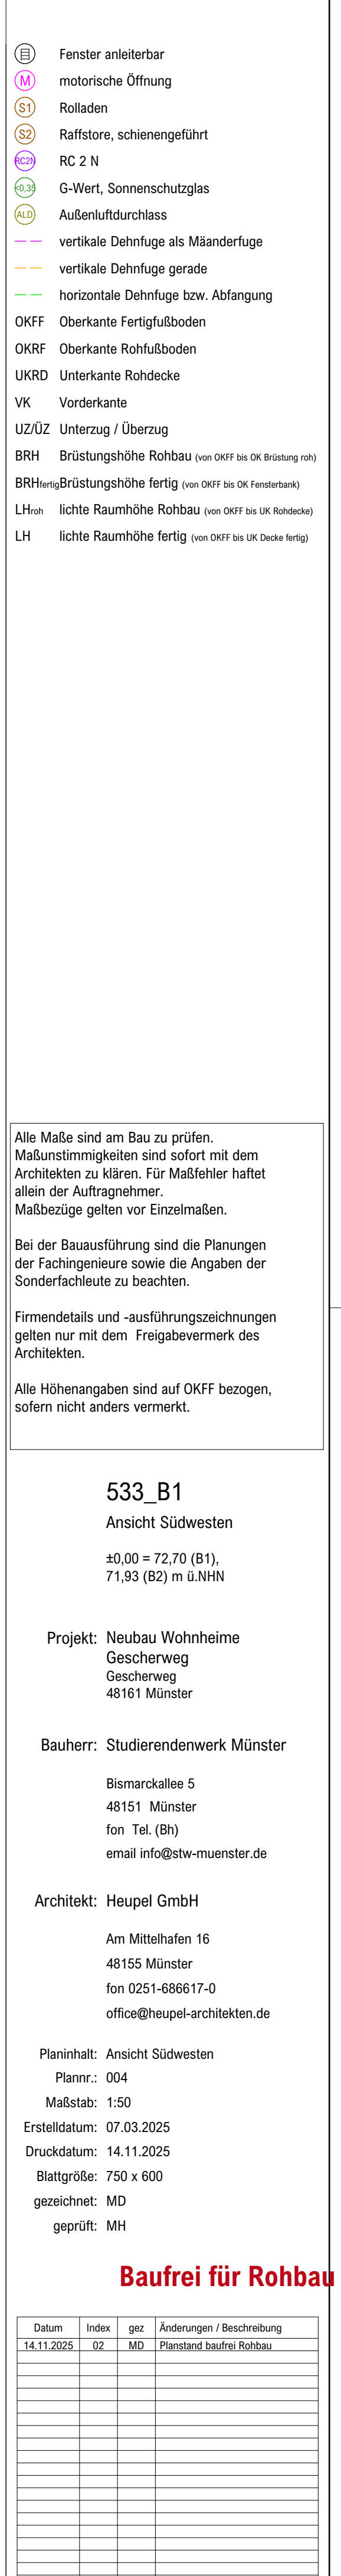 Fenster anleiterbar
M motorische Öffnung
S1 Rolladen
S2 Raffstore, schienengeführt
RC2N RC 2 N
<0,35 G-Wert, Sonnenschutzglas
ALD Außenluftdurchlass
vertikale Dehnfuge als Mäanderfuge
vertikale Dehnfuge gerade
horizontale Dehnfuge bzw. Abfangung
OKFF Oberkante Fertigfußboden
OKRF Oberkante Rohfußboden
UKRD Unterkante Rohdecke
VK Vorderkante
UZ/ÜZ Unterzug / Überzug
BRH Brüstungshöhe Rohbau (von OKFF bis OK Brüstung roh)
BRHfertig Brüstungshöhe fertig (von OKFF bis OK Fensterbank)
LHroh lichte Raumhöhe Rohbau (von OKFF bis UK Rohdecke)
LH lichte Raumhöhe fertig (von OKFF bis UK Decke fertig)
Alle Maße sind am Bau zu prüfen.
Maßunstimmigkeiten sind sofort mit dem
Architekten zu klären. Für Maßfehler haftet
allein der Auftragnehmer.
Maßbezüge gelten vor Einzelmaßen.
Bei der Bauausführung sind die Planungen
der Fachingenieure sowie die Angaben der
Sonderfachleute zu beachten.
Firmendetails und -ausführungszeichnungen
gelten nur mit dem Freigabevermerk des
Architekten.
Alle Höhenangaben sind auf OKFF bezogen,
sofern nicht anders vermerkt.
533_B1
Ansicht Südwesten
±0,00 = 72,70 (B1),
71,93 (B2) m ü.NHN
Projekt: Neubau Wohnheime
Gescherweg
Gescherweg
48161 Münster
Bauherr: Studierendenwerk Münster
Bismarckallee 5
48151 Münster
fon Tel. (Bh)
email info@stw-muenster.de
Architekt: Heupel GmbH
Am Mittelhafen 16
48155 Münster
fon 0251-686617-0
office@heupel-architekten.de
Planinhalt: Ansicht Südwesten
Plannr.: 004
Maßstab: 1:50
Erstelldatum: 07.03.2025
Druckdatum: 14.11.2025
Blattgröße: 750 x 600
gezeichnet: MD
geprüft: MH
Baufrei für Rohbau
Datum Index gez Änderungen / Beschreibung
14.11.2025 02 MD Planstand baufrei Rohbau